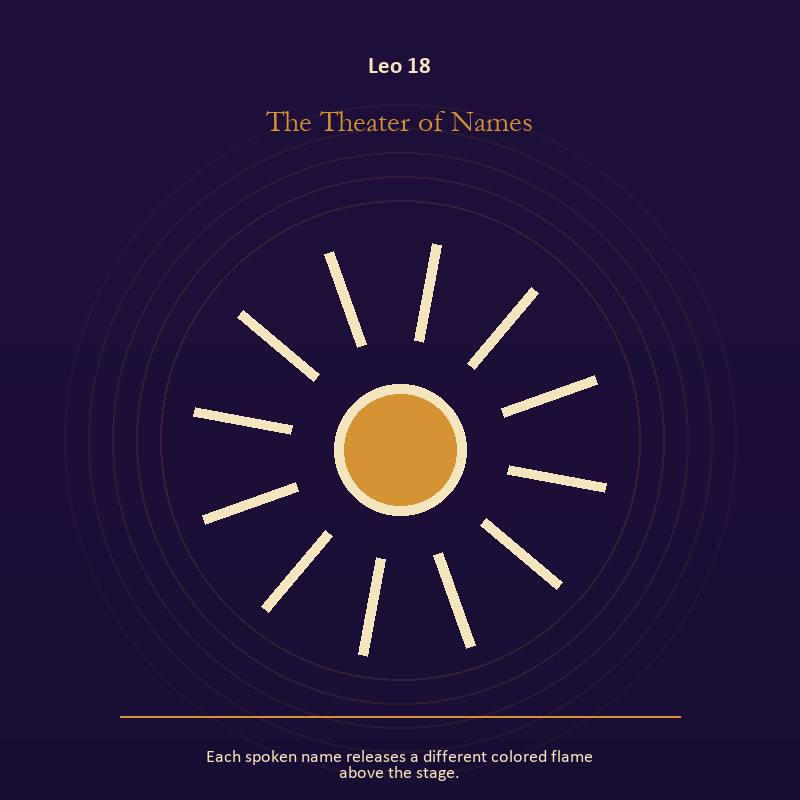 Leo 18
The Theater of Names
Each spoken name releases a different colored flame
above the stage.